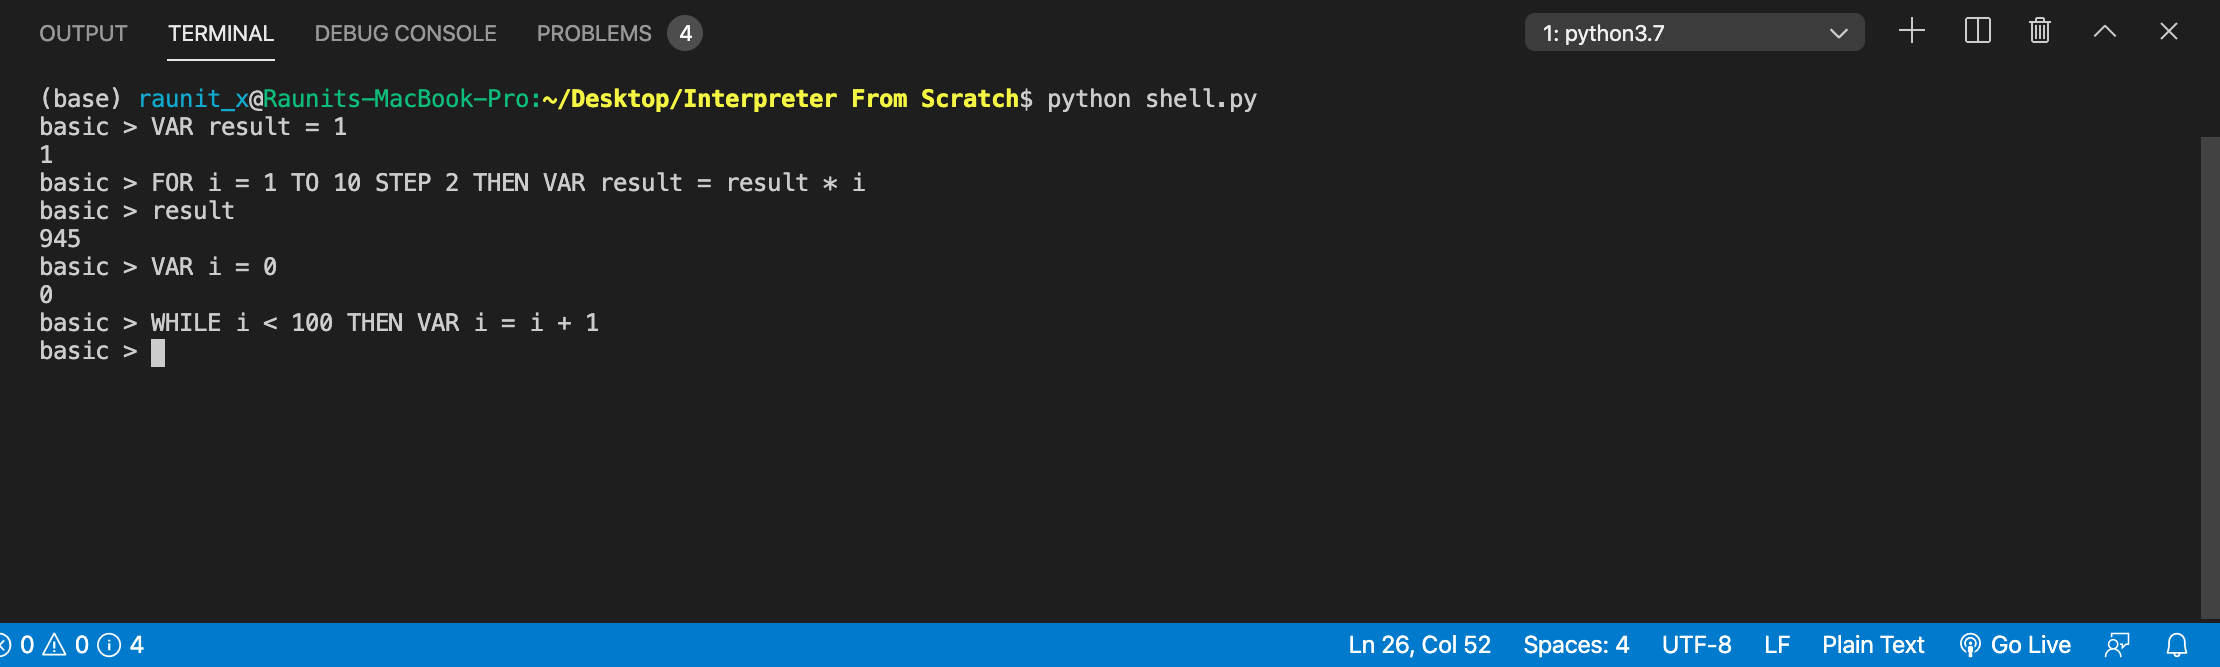 OUTPUT TERMINAL DEBUG CONSOLE PROBLEMS 4 1: python3.7
(base) raunit_x@Raunits-MacBook-Pro:~/Desktop/Interpreter From Scratch$ python shell.py
basic > VAR result = 1
1
basic > FOR i = 1 TO 10 STEP 2 THEN VAR result = result * i
basic > result
945
basic > VAR i = 0
0
basic > WHILE i < 100 THEN VAR i = i + 1
basic >
0 0 4 Ln 26, Col 52 Spaces: 4 UTF-8 LF Plain Text Go Live